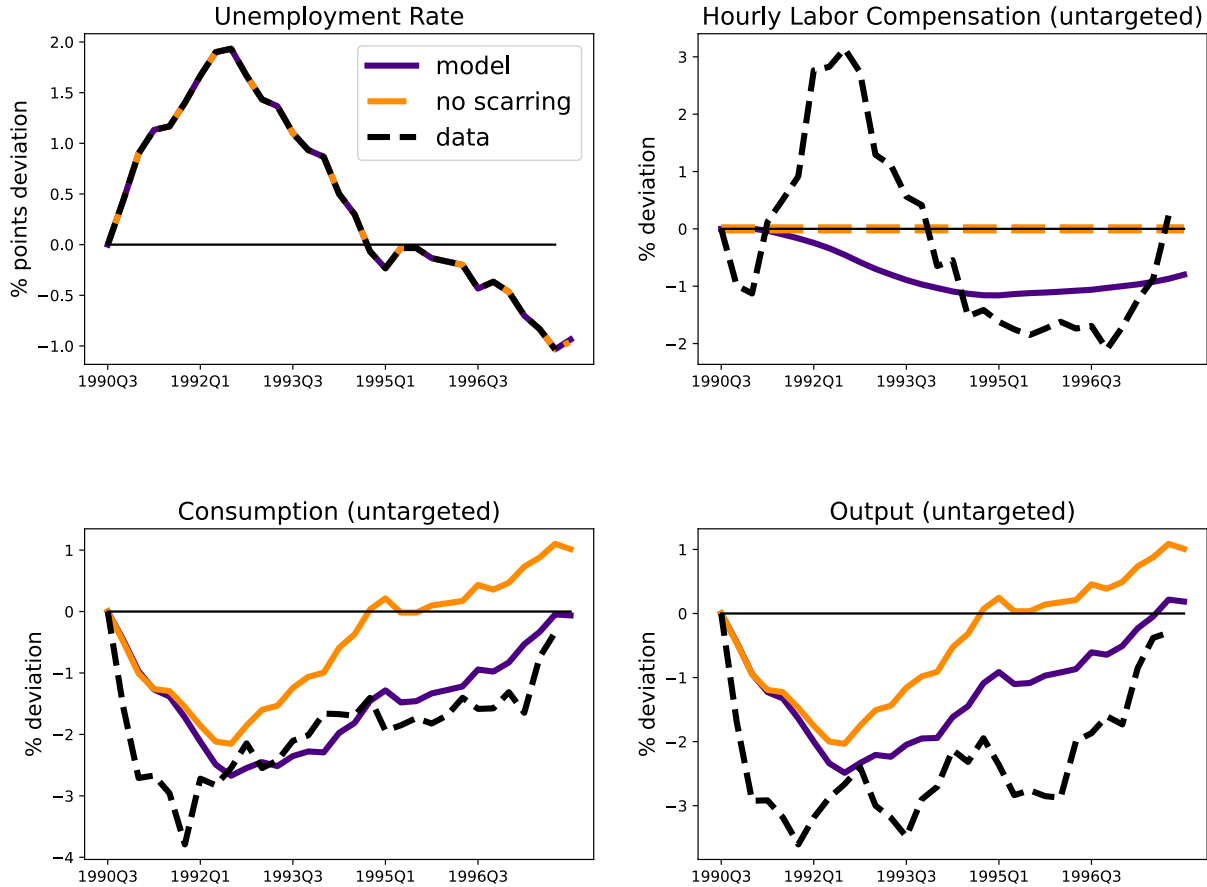 Unemployment Rate
% points deviation
2.0
1.5
1.0
0.5
0.0
−0.5
−1.0
model
no scarring
data
1990Q3 1992Q1 1993Q3 1995Q1 1996Q3
Hourly Labor Compensation (untargeted)
% deviation
3
2
1
0
−1
−2
1990Q3 1992Q1 1993Q3 1995Q1 1996Q3
Consumption (untargeted)
% deviation
1
0
−1
−2
−3
−4
1990Q3 1992Q1 1993Q3 1995Q1 1996Q3
Output (untargeted)
% deviation
1
0
−1
−2
−3
1990Q3 1992Q1 1993Q3 1995Q1 1996Q3